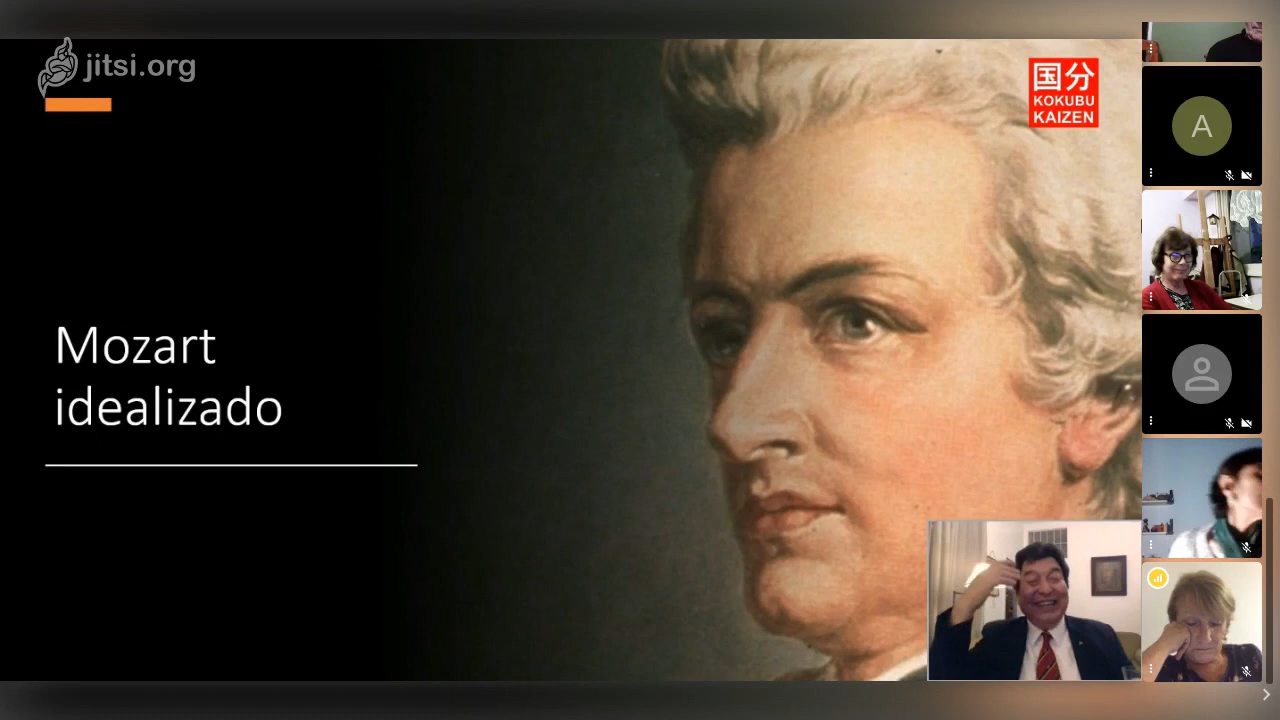 jitsi.org
国分
KOKUBU
KAIZEN
A
Mozart
idealizado